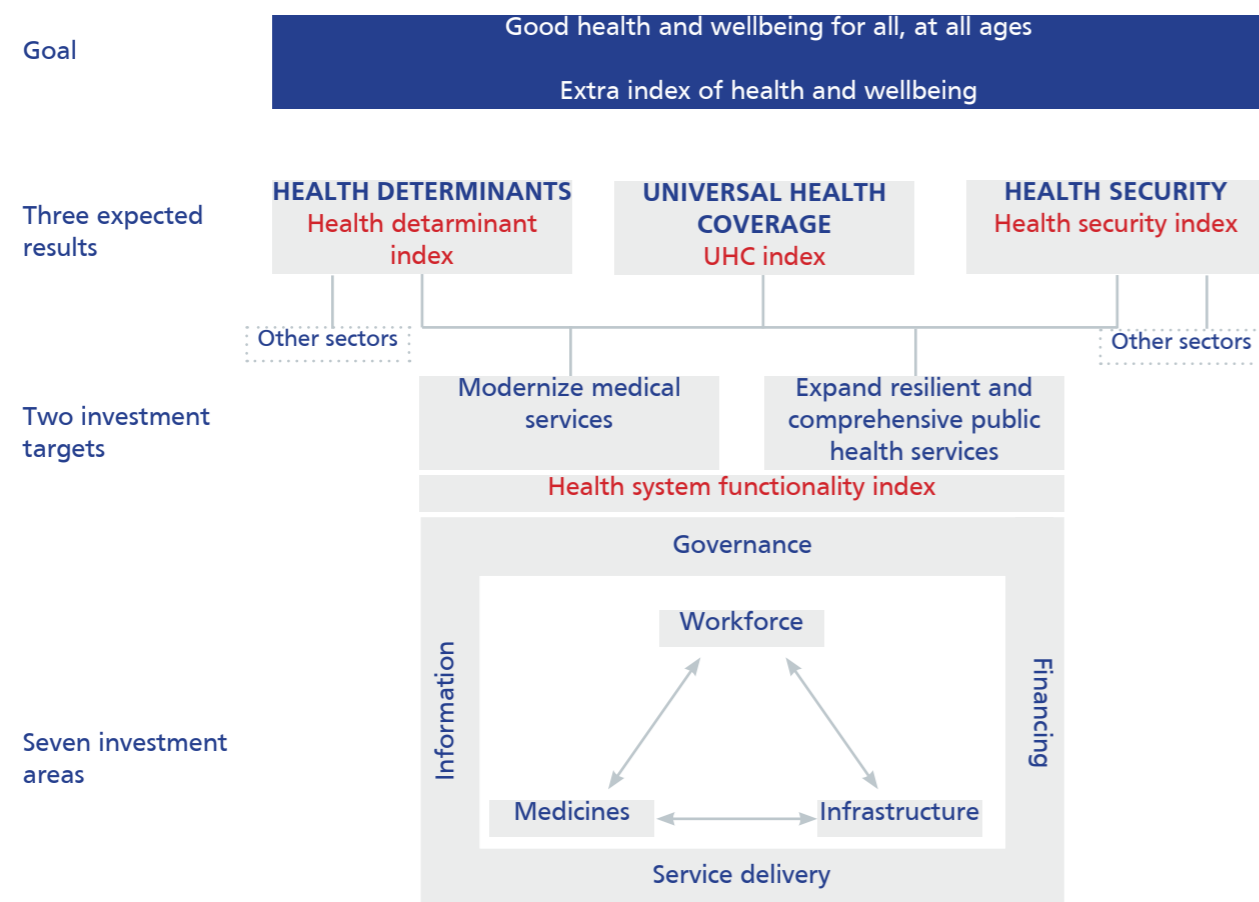 Goal
Good health and wellbeing for all, at all ages
Extra index of health and wellbeing
Three expected
results
HEALTH DETERMINANTS
Health detarminant
index
UNIVERSAL HEALTH
COVERAGE
UHC index
HEALTH SECURITY
Health security index
Other sectors
Other sectors
Two investment
targets
Modernize medical
services
Expand resilient and
comprehensive public
health services
Health system functionality index
Seven investment
areas
Governance
Information
Workforce
Financing
Medicines
Infrastructure
Service delivery